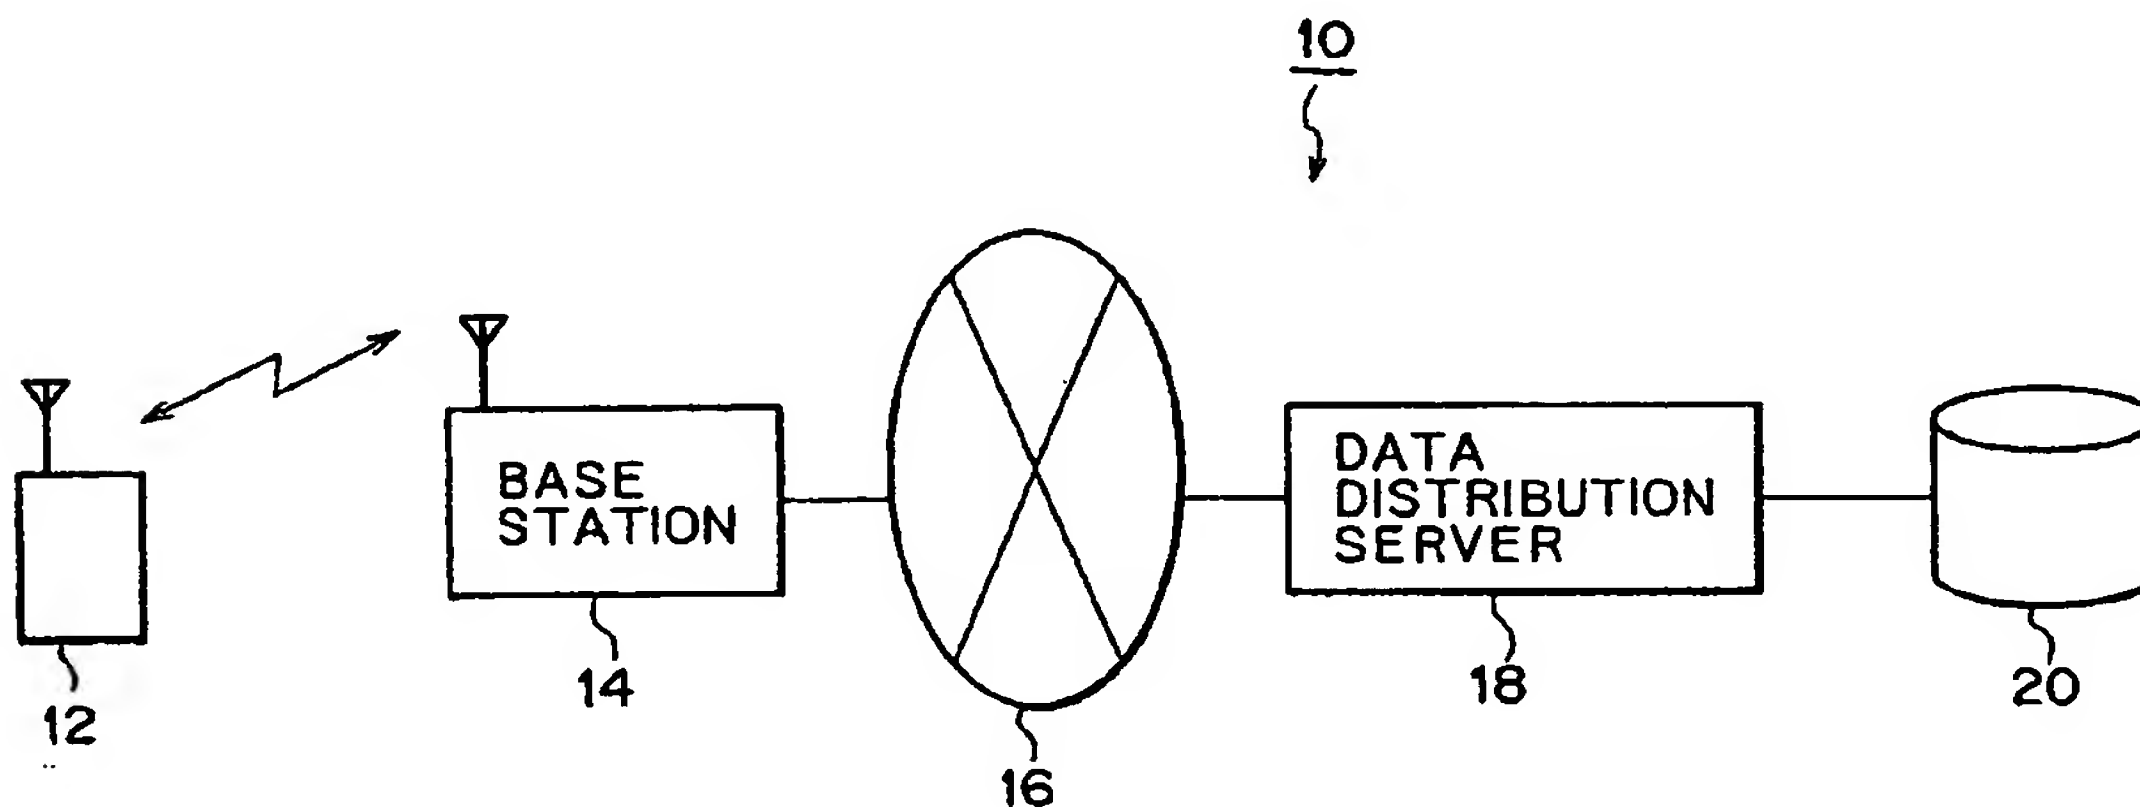 10
BASE
STATION
DATA
DISTRIBUTION
SERVER
12
14
16
18
20